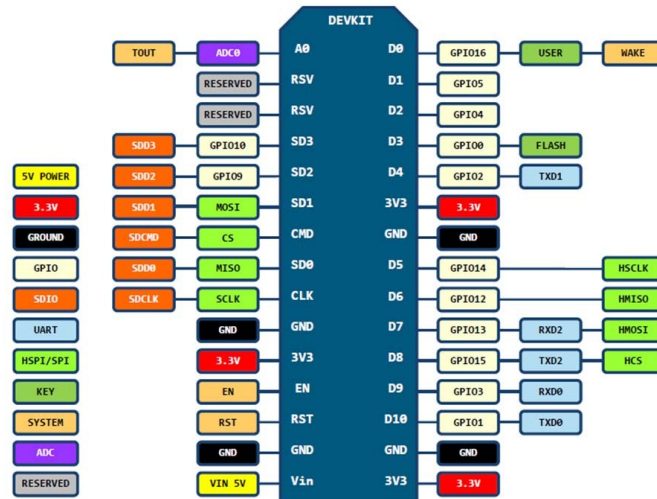 DEVKIT
TOUT ADC0 A0 D0 GPIO16 USER WAKE
RESERVED RSV D1 GPIO5
RESERVED RSV D2 GPIO4
SDD3 GPIO10 SD3 D3 GPIO0 FLASH
5V POWER SDD2 GPIO9 SD2 D4 GPIO2 TXD1
3.3V SDD1 MOSI SD1 3V3 3.3V
GROUND SDCMD CS CMD GND GND
GPIO SDD0 MISO SD0 D5 GPIO14 HSCLK
SDIO SDCLK SCLK CLK D6 GPIO12 HMISO
UART GND GND D7 GPIO13 RXD2 HMOSI
HSPI/SPI 3.3V 3V3 D8 GPIO15 TXD2 HCS
KEY EN EN D9 GPIO3 RXD0
SYSTEM RST RST D10 GPIO1 TXD0
ADC GND GND GND GND
RESERVED VIN 5V Vin 3V3 3.3V